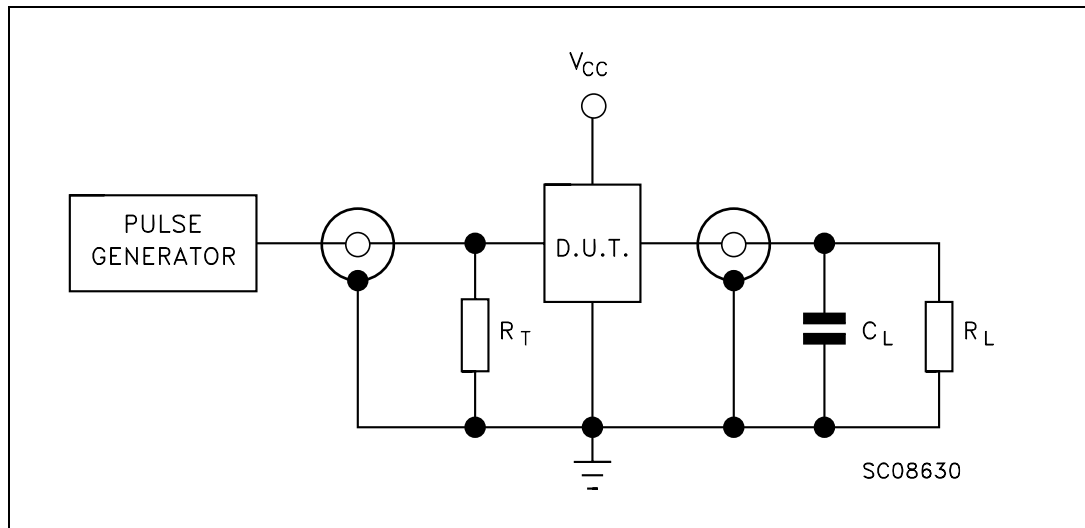 VCC
PULSE
GENERATOR
D.U.T.
RT
CL
RL
SC08630